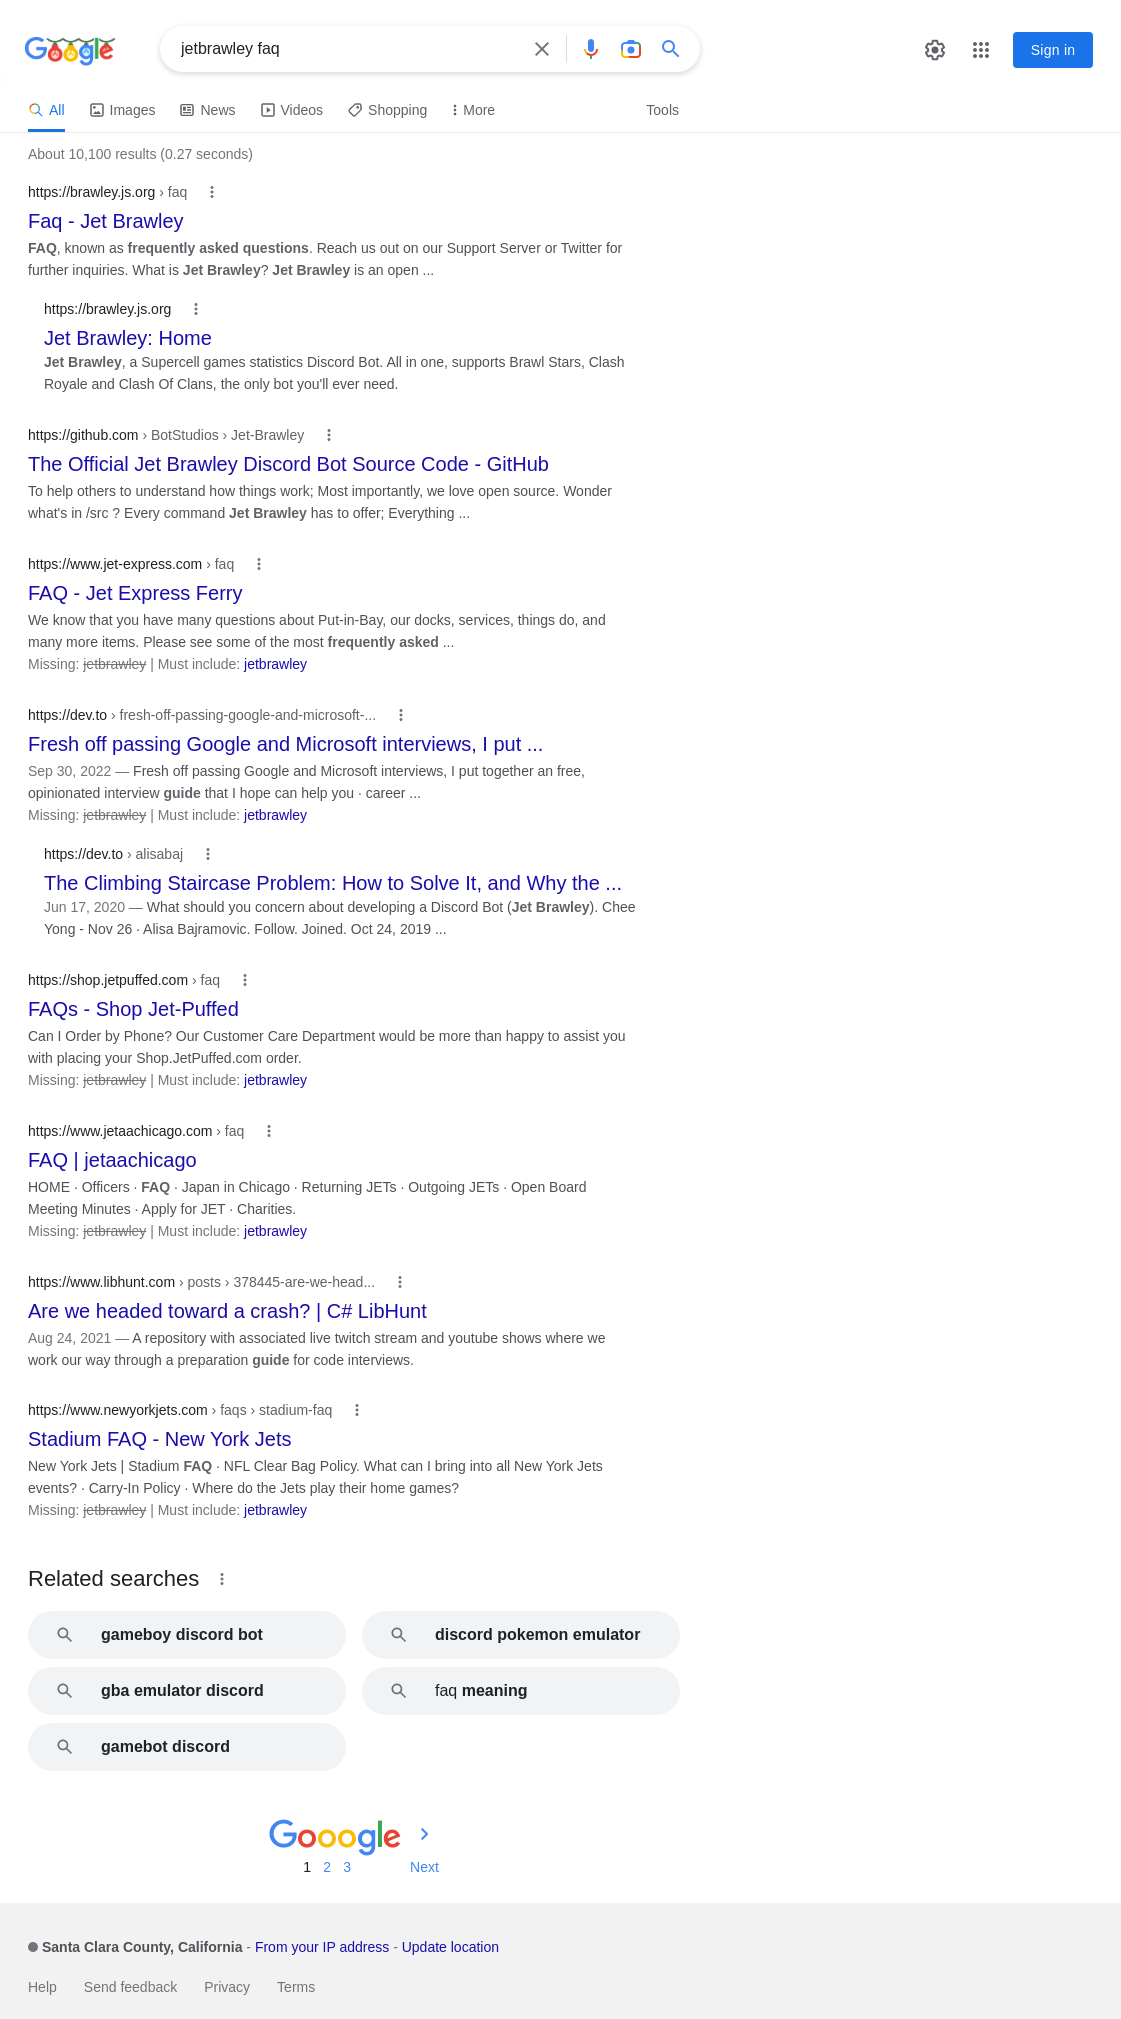 Google
jetbrawley faq
Sign in
All Images News Videos Shopping More Tools
About 10,100 results (0.27 seconds)
https://brawley.js.org › faq
Faq - Jet Brawley
FAQ, known as frequently asked questions. Reach us out on our Support Server or Twitter for
further inquiries. What is Jet Brawley? Jet Brawley is an open ...
https://brawley.js.org
Jet Brawley: Home
Jet Brawley, a Supercell games statistics Discord Bot. All in one, supports Brawl Stars, Clash
Royale and Clash Of Clans, the only bot you'll ever need.
https://github.com › BotStudios › Jet-Brawley
The Official Jet Brawley Discord Bot Source Code - GitHub
To help others to understand how things work; Most importantly, we love open source. Wonder
what's in /src ? Every command Jet Brawley has to offer; Everything ...
https://www.jet-express.com › faq
FAQ - Jet Express Ferry
We know that you have many questions about Put-in-Bay, our docks, services, things do, and
many more items. Please see some of the most frequently asked ...
Missing: jetbrawley | Must include: jetbrawley
https://dev.to › fresh-off-passing-google-and-microsoft-...
Fresh off passing Google and Microsoft interviews, I put ...
Sep 30, 2022 — Fresh off passing Google and Microsoft interviews, I put together an free,
opinionated interview guide that I hope can help you · career ...
Missing: jetbrawley | Must include: jetbrawley
https://dev.to › alisabaj
The Climbing Staircase Problem: How to Solve It, and Why the ...
Jun 17, 2020 — What should you concern about developing a Discord Bot (Jet Brawley). Chee
Yong - Nov 26 · Alisa Bajramovic. Follow. Joined. Oct 24, 2019 ...
https://shop.jetpuffed.com › faq
FAQs - Shop Jet-Puffed
Can I Order by Phone? Our Customer Care Department would be more than happy to assist you
with placing your Shop.JetPuffed.com order.
Missing: jetbrawley | Must include: jetbrawley
https://www.jetaachicago.com › faq
FAQ | jetaachicago
HOME · Officers · FAQ · Japan in Chicago · Returning JETs · Outgoing JETs · Open Board
Meeting Minutes · Apply for JET · Charities.
Missing: jetbrawley | Must include: jetbrawley
https://www.libhunt.com › posts › 378445-are-we-head...
Are we headed toward a crash? | C# LibHunt
Aug 24, 2021 — A repository with associated live twitch stream and youtube shows where we
work our way through a preparation guide for code interviews.
https://www.newyorkjets.com › faqs › stadium-faq
Stadium FAQ - New York Jets
New York Jets | Stadium FAQ · NFL Clear Bag Policy. What can I bring into all New York Jets
events? · Carry-In Policy · Where do the Jets play their home games?
Missing: jetbrawley | Must include: jetbrawley
Related searches
gameboy discord bot
discord pokemon emulator
gba emulator discord
faq meaning
gamebot discord
Gooogle
1 2 3 Next
Santa Clara County, California - From your IP address - Update location
Help Send feedback Privacy Terms